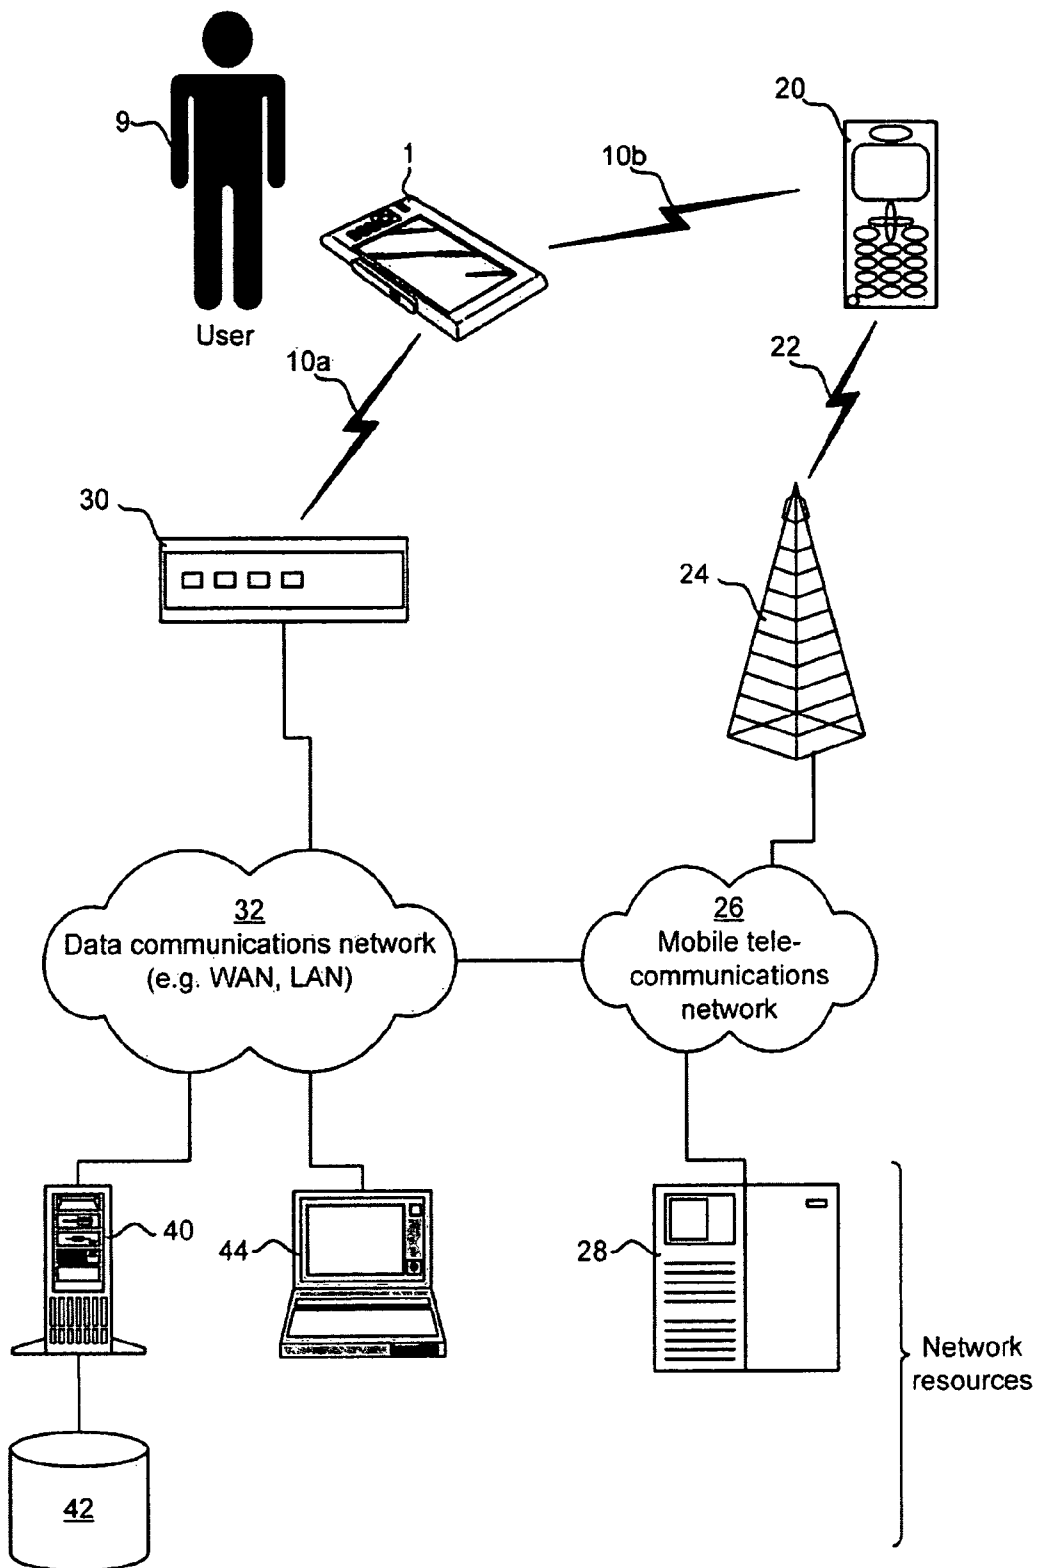 9
User
1
10b
20
10a
22
30
24
32
Data communications network
(e.g. WAN, LAN)
26
Mobile tele-
communications
network
40
44
28
Network
resources
42